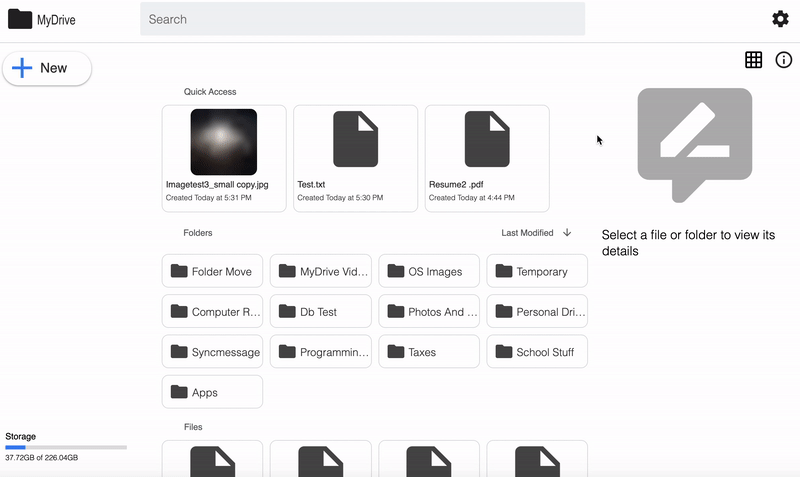 MyDrive
Search
New
Quick Access
Imagetest3_small copy.jpg
Created Today at 5:31 PM
Test.txt
Created Today at 5:30 PM
Resume2 .pdf
Created Today at 4:44 PM
Select a file or folder to view its
details
Folders
Last Modified
Folder Move
MyDrive Vid...
OS Images
Temporary
Computer R...
Db Test
Photos And ...
Personal Dri...
Syncmessage
Programmin...
Taxes
School Stuff
Apps
Files
Storage
37.72GB of 226.04GB